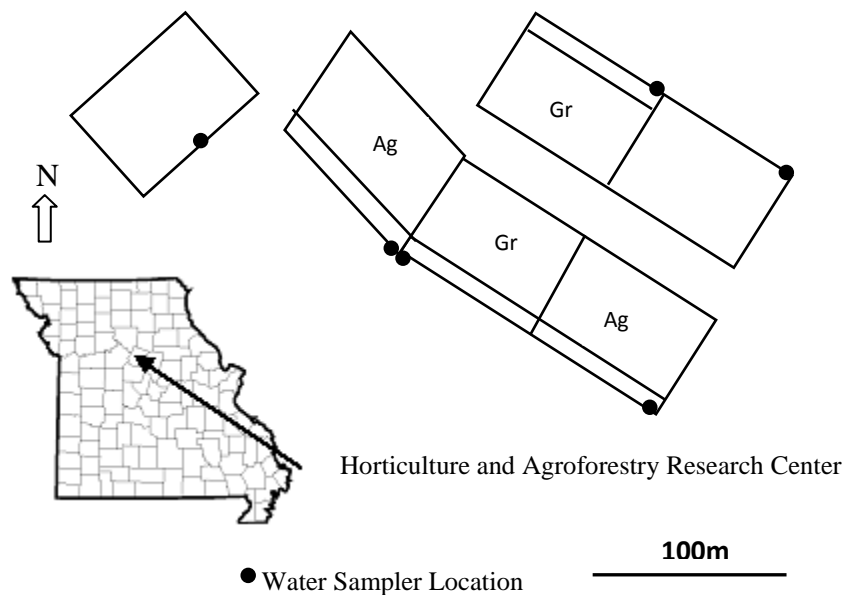 Gr
Ag
N
Gr
Ag
Horticulture and Agroforestry Research Center
100m
Water Sampler Location